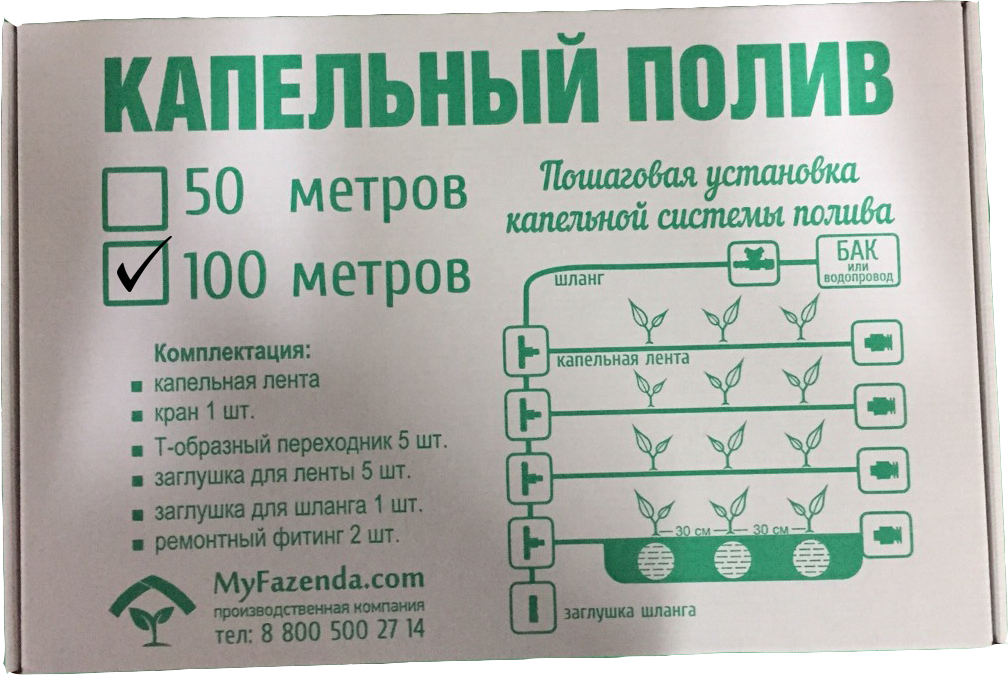 КАПЕЛЬНЫЙ ПОЛИВ
50 метров
100 метров
Пошаговая установка
капельной системы полива
БАК
или
водопровод
шланг
капельная лента
30 см
30 см
заглушка шланга
Комплектация:
капельная лента
кран 1 шт.
Т-образный переходник 5 шт.
заглушка для ленты 5 шт.
заглушка для шланга 1 шт.
ремонтный фитинг 2 шт.
MyFazenda.com
производственная компания
тел: 8 800 500 27 14